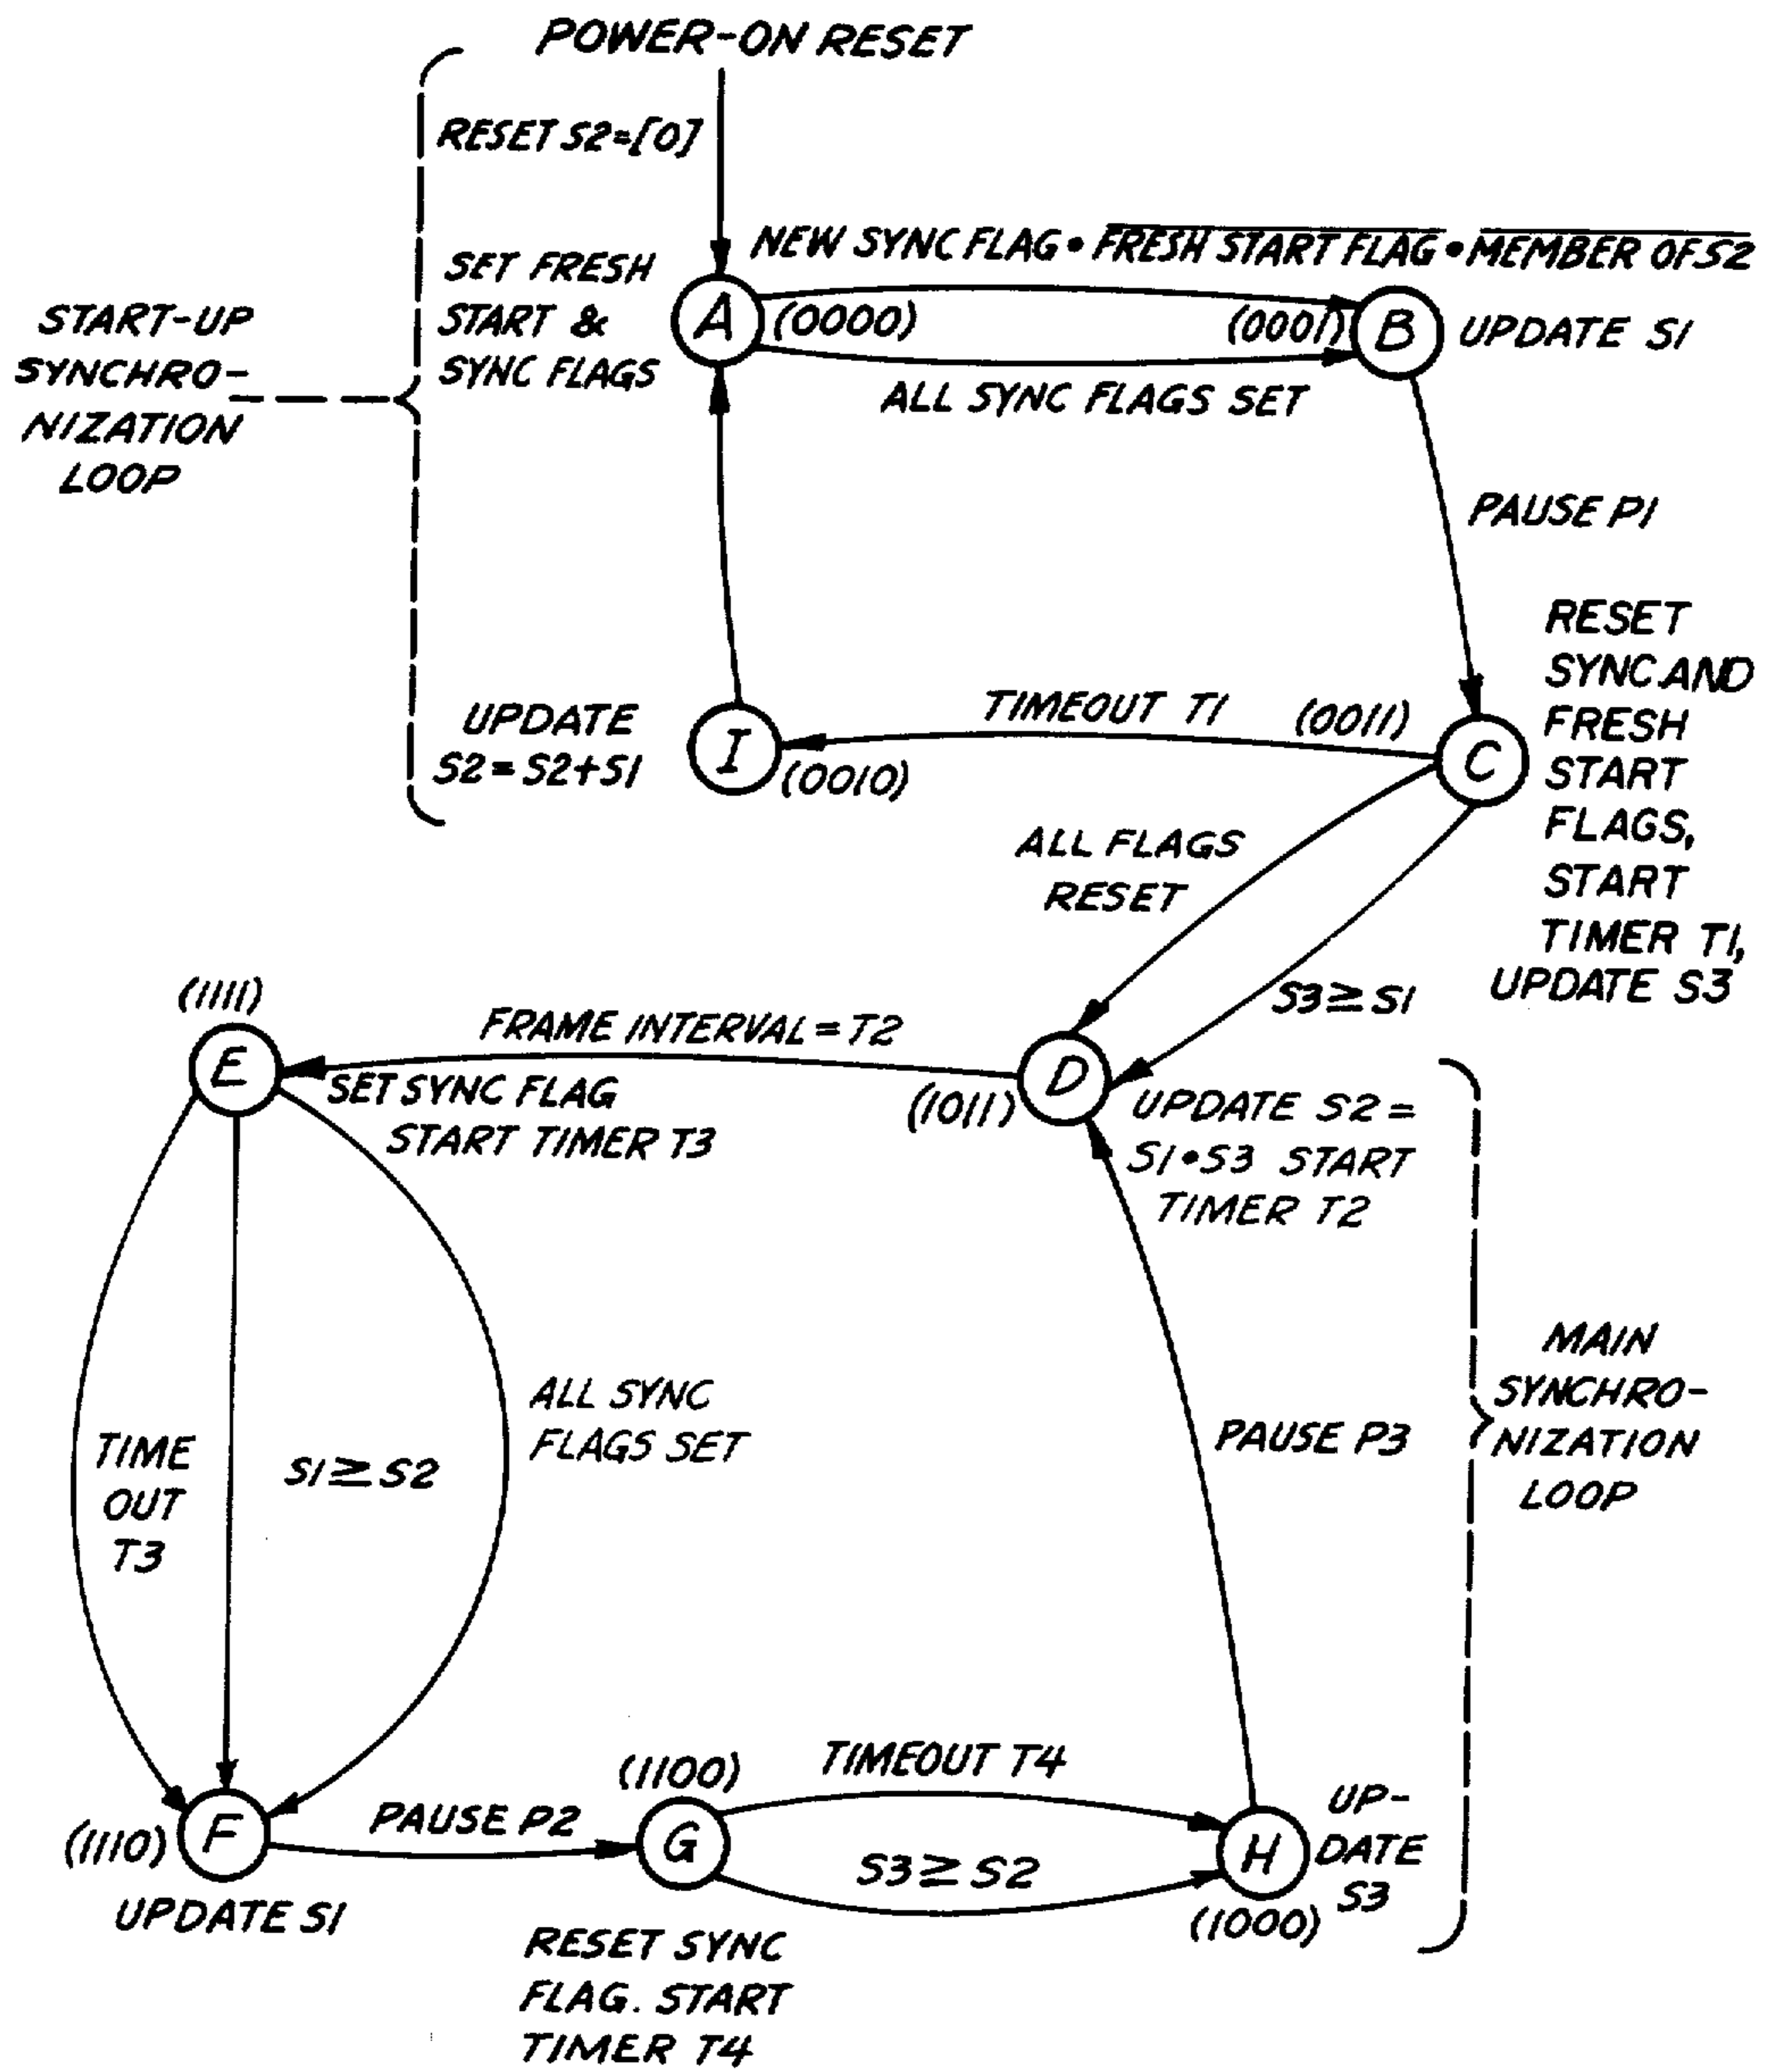 POWER-ON RESET
RESET S2=[0]
NEW SYNC FLAG • FRESH START FLAG • MEMBER OF S2
SET FRESH
START &
SYNC FLAGS
A
(0000)
(0001)
B
UPDATE S1
ALL SYNC FLAGS SET
START-UP
SYNCHRO-
NIZATION
LOOP
PAUSE P1
RESET
SYNC AND
FRESH
START
FLAGS,
START
TIMER T1,
UPDATE S3
UPDATE
S2=S2+S1
I
(0010)
TIMEOUT T1
(0011)
C
ALL FLAGS
RESET
S3≥S1
(1111)
E
FRAME INTERVAL=T2
SET SYNC FLAG
START TIMER T3
(1011)
D
UPDATE S2=
S1•S3 START
TIMER T2
TIME
OUT
T3
S1≥S2
ALL SYNC
FLAGS SET
PAUSE P3
MAIN
SYNCHRO-
NIZATION
LOOP
(1110)
F
UPDATE S1
PAUSE P2
(1100)
G
TIMEOUT T4
S3≥S2
RESET SYNC
FLAG. START
TIMER T4
H
(1000)
UP-
DATE
S3